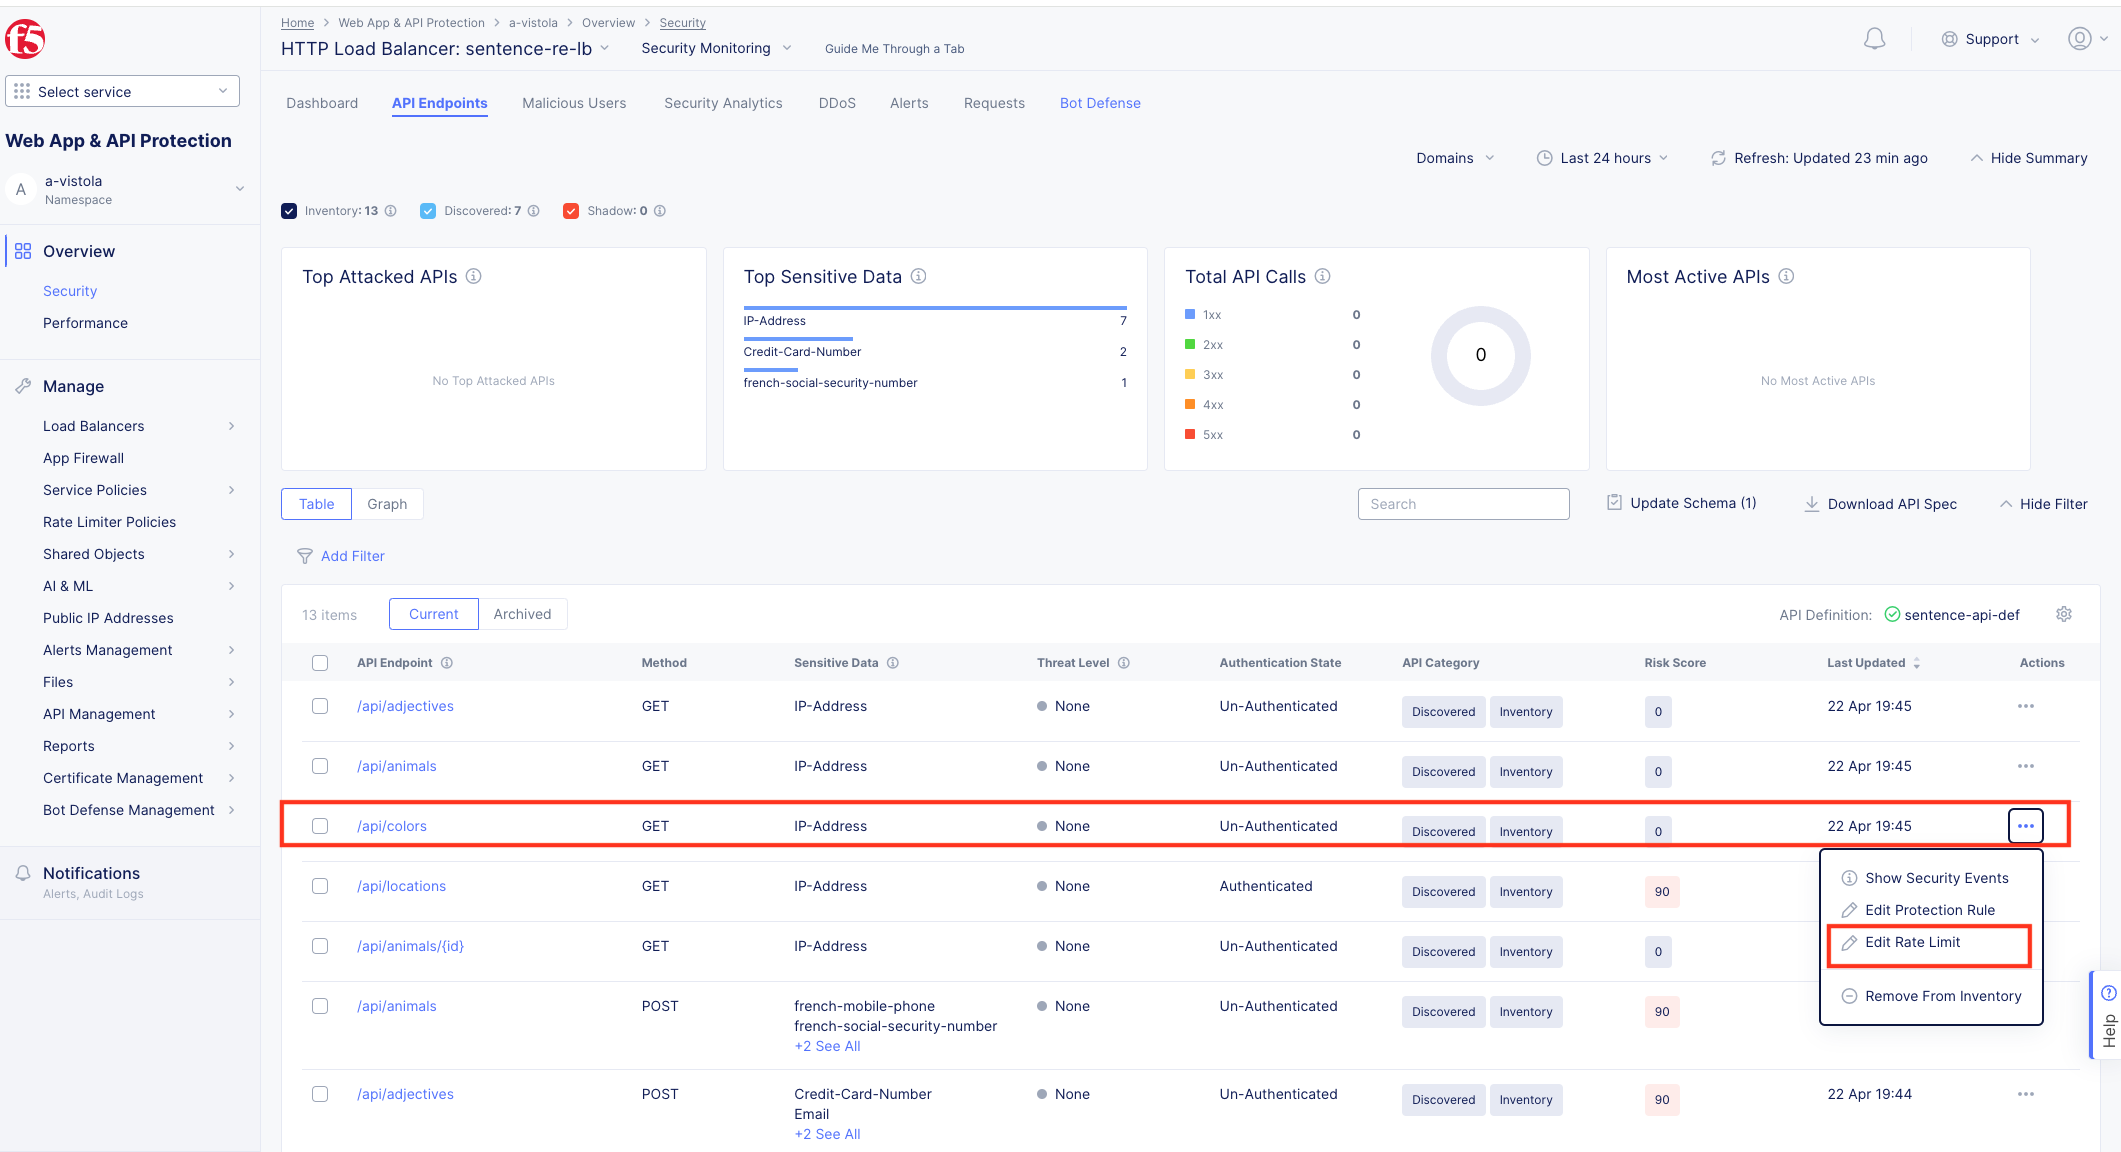 f5
Home > Web App & API Protection > a-vistola > Overview > Security
HTTP Load Balancer: sentence-re-lb Security Monitoring Guide Me Through a Tab
Support
Select service
Web App & API Protection
A a-vistola
Namespace
Overview
Security
Performance
Manage
Load Balancers
App Firewall
Service Policies
Rate Limiter Policies
Shared Objects
AI & ML
Public IP Addresses
Alerts Management
Files
API Management
Reports
Certificate Management
Bot Defense Management
Notifications
Alerts, Audit Logs
Dashboard API Endpoints Malicious Users Security Analytics DDoS Alerts Requests Bot Defense
Domains Last 24 hours Refresh: Updated 23 min ago Hide Summary
Inventory: 13 Discovered: 7 Shadow: 0
Top Attacked APIs
No Top Attacked APIs
Top Sensitive Data
IP-Address 7
Credit-Card-Number 2
french-social-security-number 1
Total API Calls
1xx 0
2xx 0
3xx 0
4xx 0
5xx 0
0
Most Active APIs
No Most Active APIs
Table Graph Search Update Schema (1) Download API Spec Hide Filter
Add Filter
13 items Current Archived API Definition: sentence-api-def
API Endpoint Method Sensitive Data Threat Level Authentication State API Category Risk Score Last Updated Actions
/api/adjectives GET IP-Address None Un-Authenticated Discovered Inventory 0 22 Apr 19:45
/api/animals GET IP-Address None Un-Authenticated Discovered Inventory 0 22 Apr 19:45
/api/colors GET IP-Address None Un-Authenticated Discovered Inventory 0 22 Apr 19:45
/api/locations GET IP-Address None Authenticated Discovered Inventory 90
/api/animals/{id} GET IP-Address None Un-Authenticated Discovered Inventory 0
/api/animals POST french-mobile-phone None Un-Authenticated Discovered Inventory 90
french-social-security-number
+2 See All
/api/adjectives POST Credit-Card-Number None Un-Authenticated Discovered Inventory 90 22 Apr 19:44
Email
+2 See All
Show Security Events
Edit Protection Rule
Edit Rate Limit
Remove From Inventory
Help